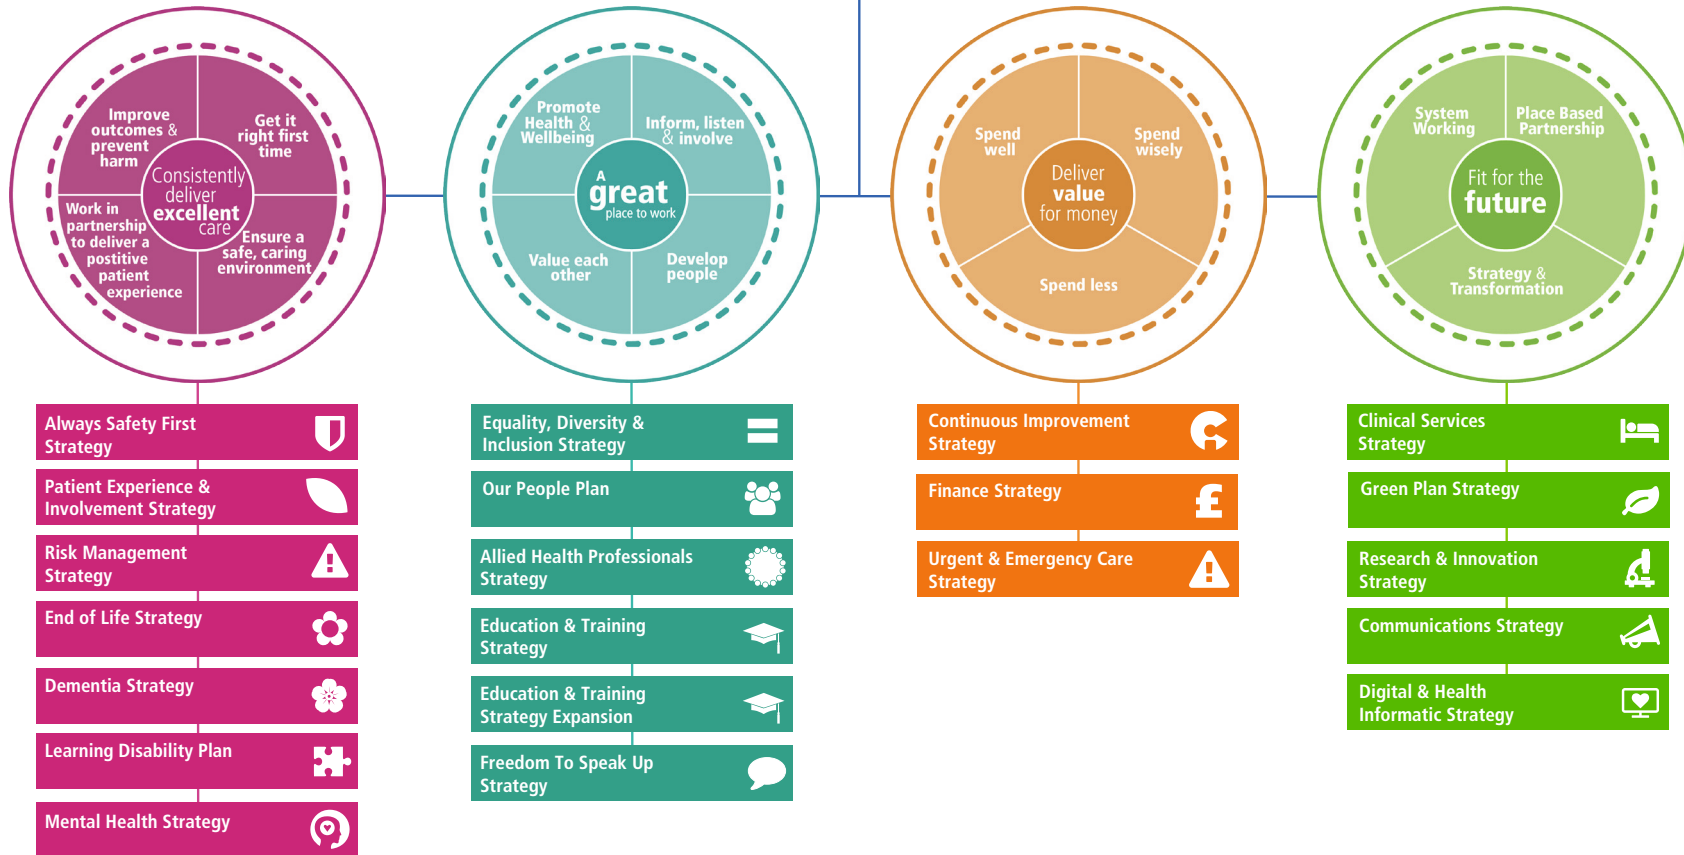 Improve
outcomes &
prevent
harm
Get it
right first
time
Consistently
deliver
excellent
care
Work in
partnership
to deliver a
postitive
patient
experience
Ensure a
safe, caring
environment
Promote
Health &
Wellbeing
Inform, listen
& involve
A
great
place to work
Value each
other
Develop
people
Spend
well
Spend
wisely
Deliver
value
for money
Spend less
System
Working
Place Based
Partnership
Fit for the
future
Strategy &
Transformation
Always Safety First
Strategy
Patient Experience &
Involvement Strategy
Risk Management
Strategy
End of Life Strategy
Dementia Strategy
Learning Disability Plan
Mental Health Strategy
Equality, Diversity &
Inclusion Strategy
Our People Plan
Allied Health Professionals
Strategy
Education & Training
Strategy
Education & Training
Strategy Expansion
Freedom To Speak Up
Strategy
Continuous Improvement
Strategy
Finance Strategy
£
Urgent & Emergency Care
Strategy
Clinical Services
Strategy
Green Plan Strategy
Research & Innovation
Strategy
Communications Strategy
Digital & Health
Informatic Strategy